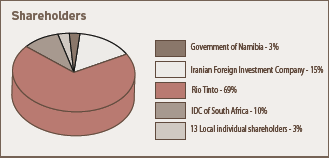 Shareholders
Government of Namibia - 3%
Iranian Foreign Investment Company - 15%
Rio Tinto - 69%
IDC of South Africa - 10%
13 Local individual shareholders - 3%